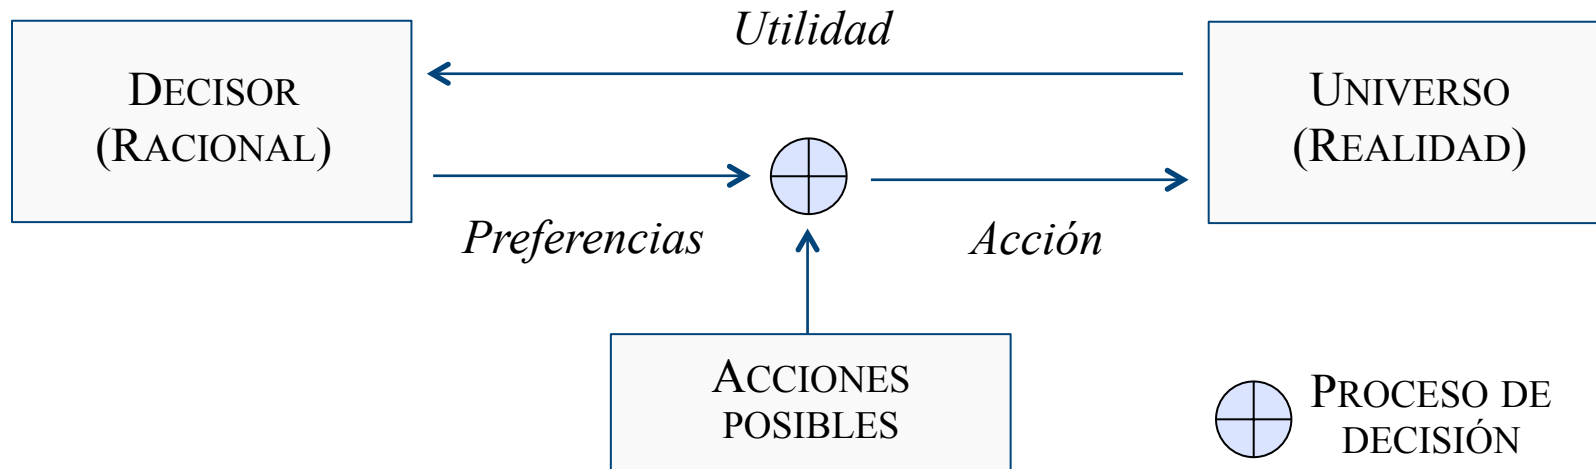 Utilidad
DECISOR
(RACIONAL)
UNIVERSO
(REALIDAD)
Preferencias
Acción
ACCIONES
POSIBLES
PROCESO DE
DECISIÓN